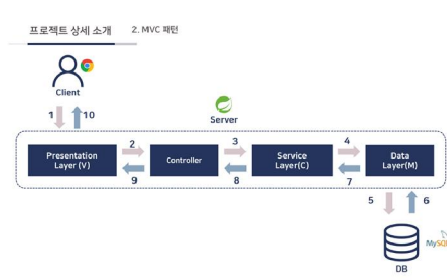 프로젝트 상세 소개 2. MVC 패턴
Client
1 10
Server
2 3 4
Presentation Layer (V)
Controller
Service Layer(C)
Data Layer(M)
9 8 7
5 6
MySQ
DB